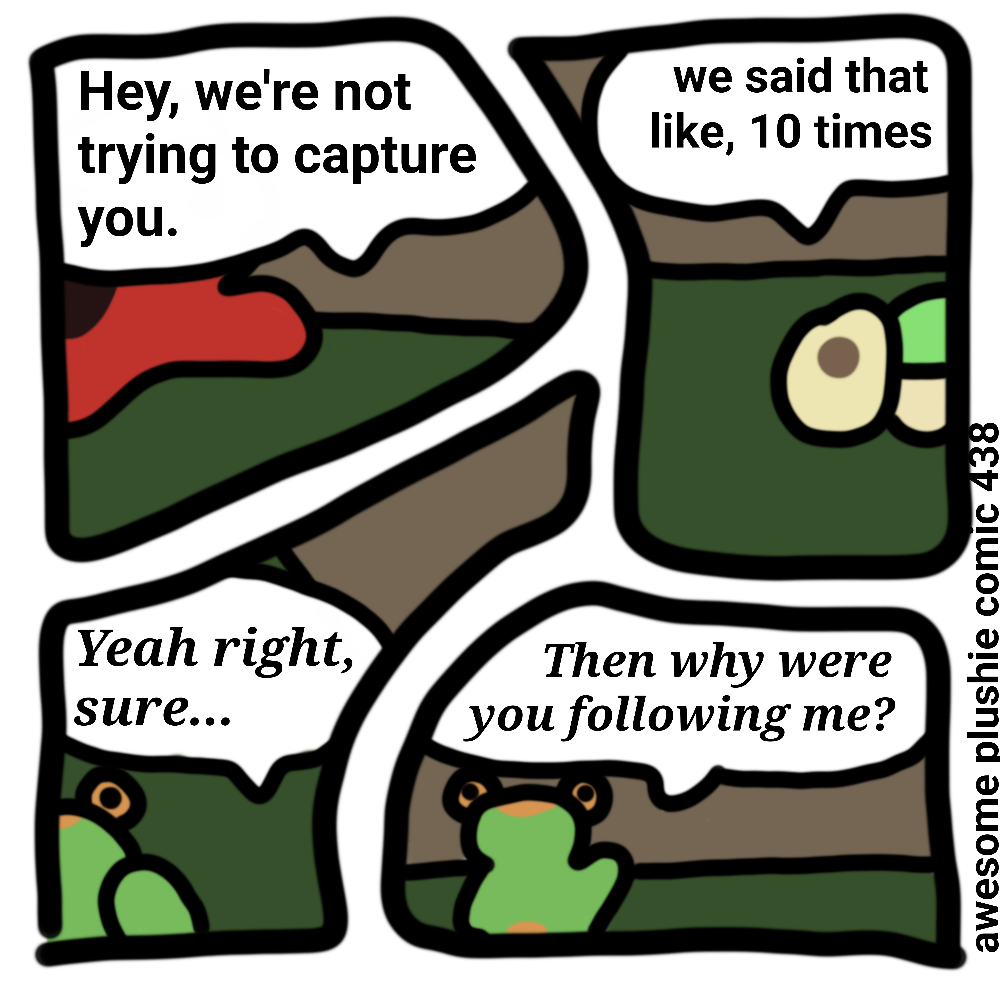 Hey, we're not
trying to capture
you.
we said that
like, 10 times
Yeah right,
sure...
Then why were
you following me?
awesome plushie comic 438